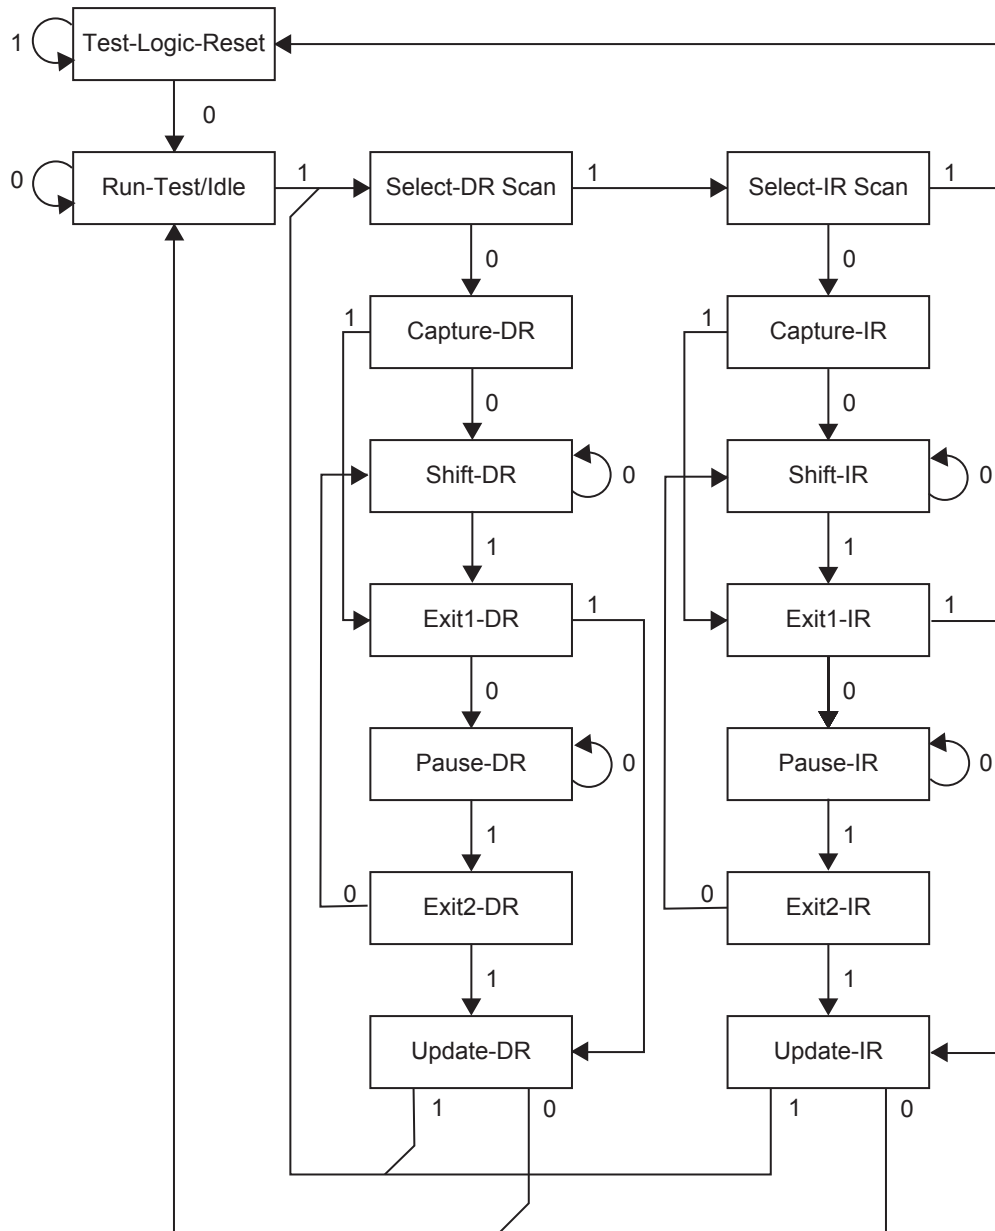 1 Test-Logic-Reset
0
0 Run-Test/Idle 1 Select-DR Scan 1 Select-IR Scan 1
0 0
1 Capture-DR 1 Capture-IR
0 0
Shift-DR 0 Shift-IR 0
1 1
Exit1-DR 1 Exit1-IR 1
0 0
Pause-DR 0 Pause-IR 0
1 1
0 Exit2-DR 0 Exit2-IR
1 1
Update-DR Update-IR
1 0 1 0